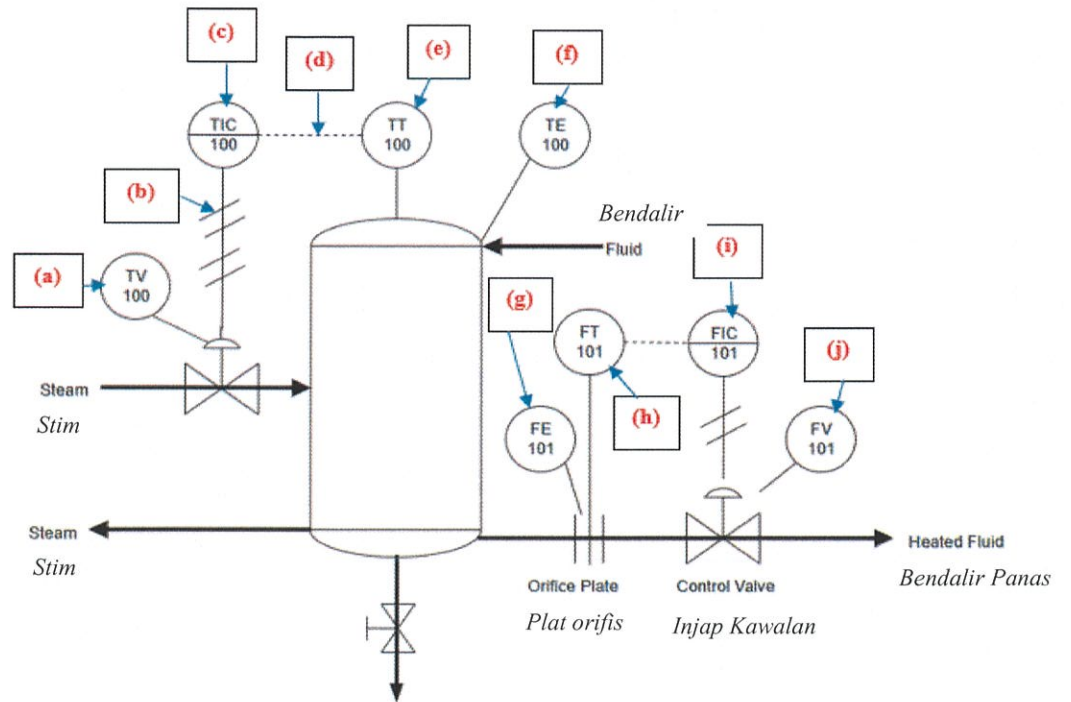 (c)
(d)
(e)
(f)
TIC
100
TT
100
TE
100
(b)
Bendalir
Fluid
(i)
(a)
TV
100
(g)
FT
101
FIC
101
(j)
Steam
Stim
(h)
FE
101
FV
101
Steam
Stim
Heated Fluid
Bendalir Panas
Orifice Plate
Plat orifis
Control Valve
Injap Kawalan